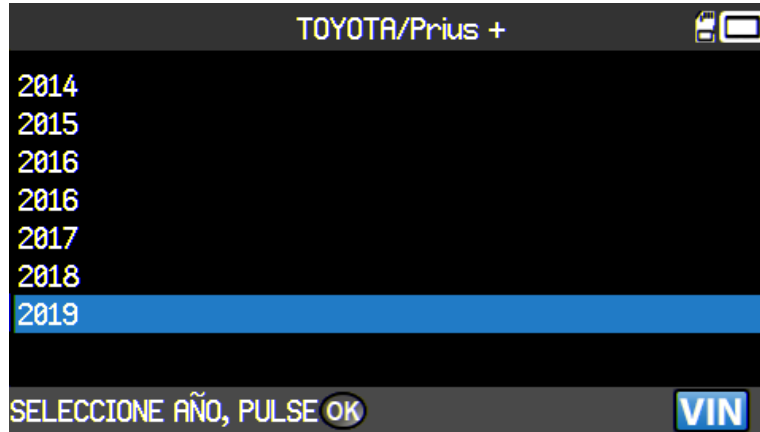 TOYOTA/Prius +
2014
2015
2016
2016
2017
2018
2019
SELECCIONE AÑO, PULSE OK
VIN